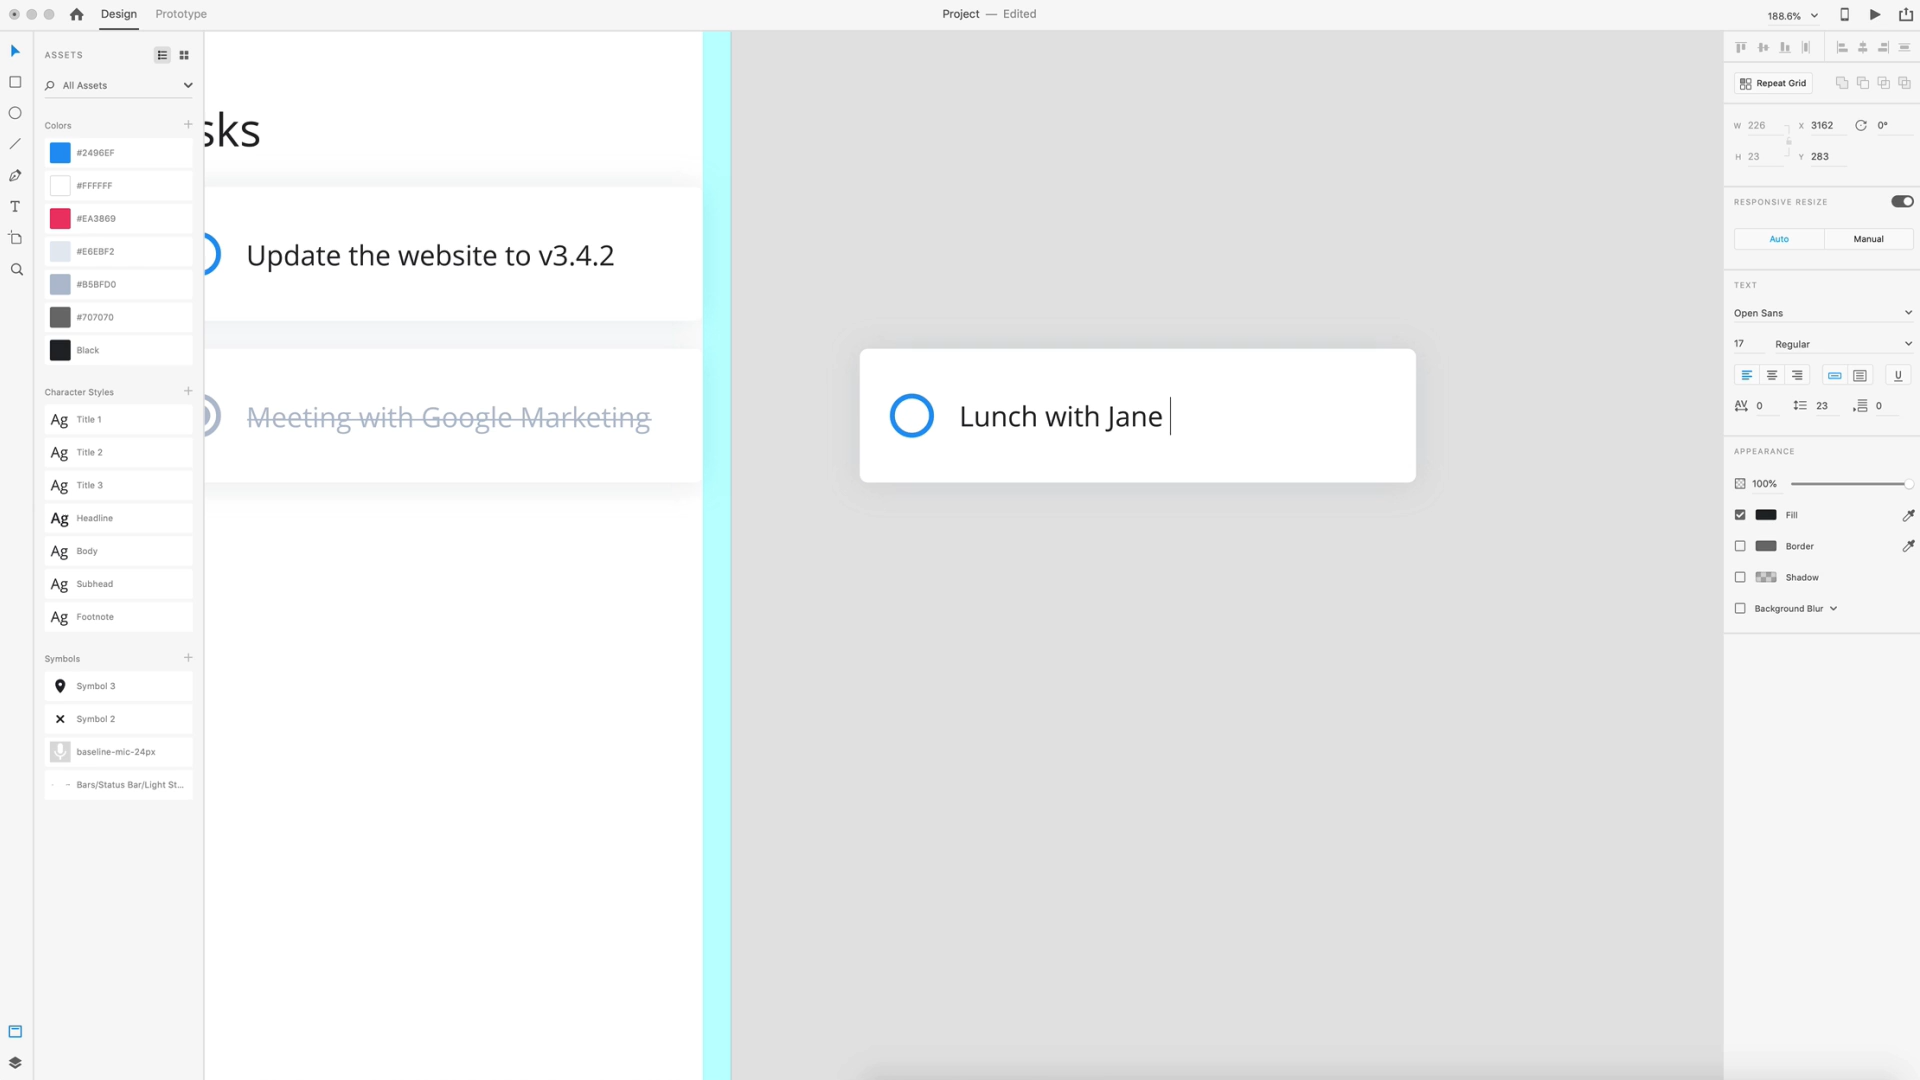 Design
Prototype
Project — Edited
188.6%
ASSETS
All Assets
Colors
#2496EF
#FFFFFF
#EA3869
#E6EBF2
#B5BFD0
#707070
Black
Character Styles
Ag Title 1
Ag Title 2
Ag Title 3
Ag Headline
Ag Body
Ag Subhead
Ag Footnote
Symbols
Symbol 3
Symbol 2
baseline-mic-24px
Bars/Status Bar/Light St...
sks
Update the website to v3.4.2
Meeting with Google Marketing
Lunch with Jane
Repeat Grid
W 226 X 3162 0°
H 23 Y 283
RESPONSIVE RESIZE
Auto Manual
TEXT
Open Sans
17 Regular
U
AV 0 23 0
APPEARANCE
100%
Fill
Border
Shadow
Background Blur